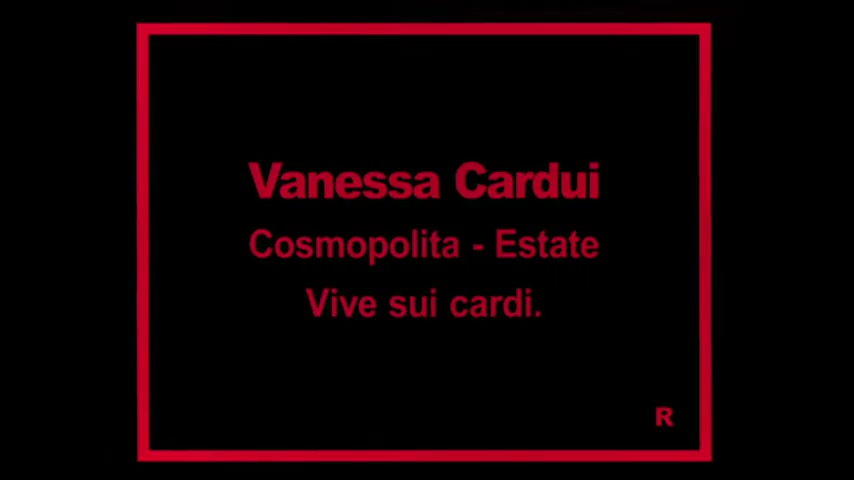 Vanessa Cardui
Cosmopolita - Estate
Vive sui cardi.
R